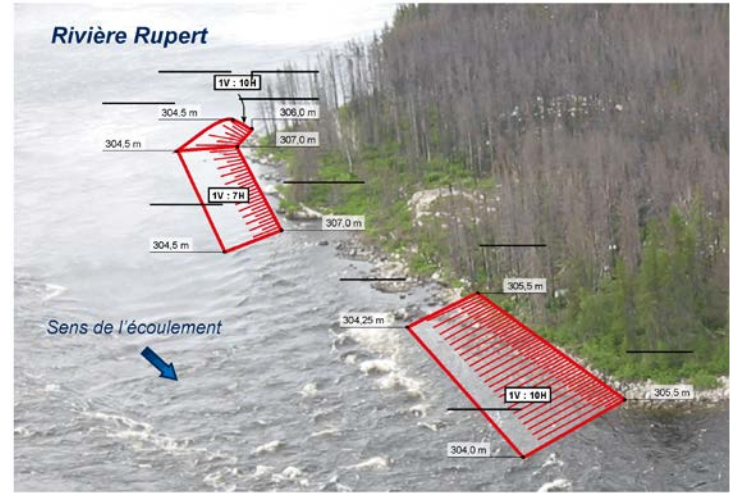 Rivière Rupert
1V : 10H
304,5 m
306,0 m
304,5 m
307,0 m
1V : 7H
307,0 m
304,5 m
305,5 m
304,25 m
Sens de l'écoulement
1V : 10H
305,5 m
304,0 m